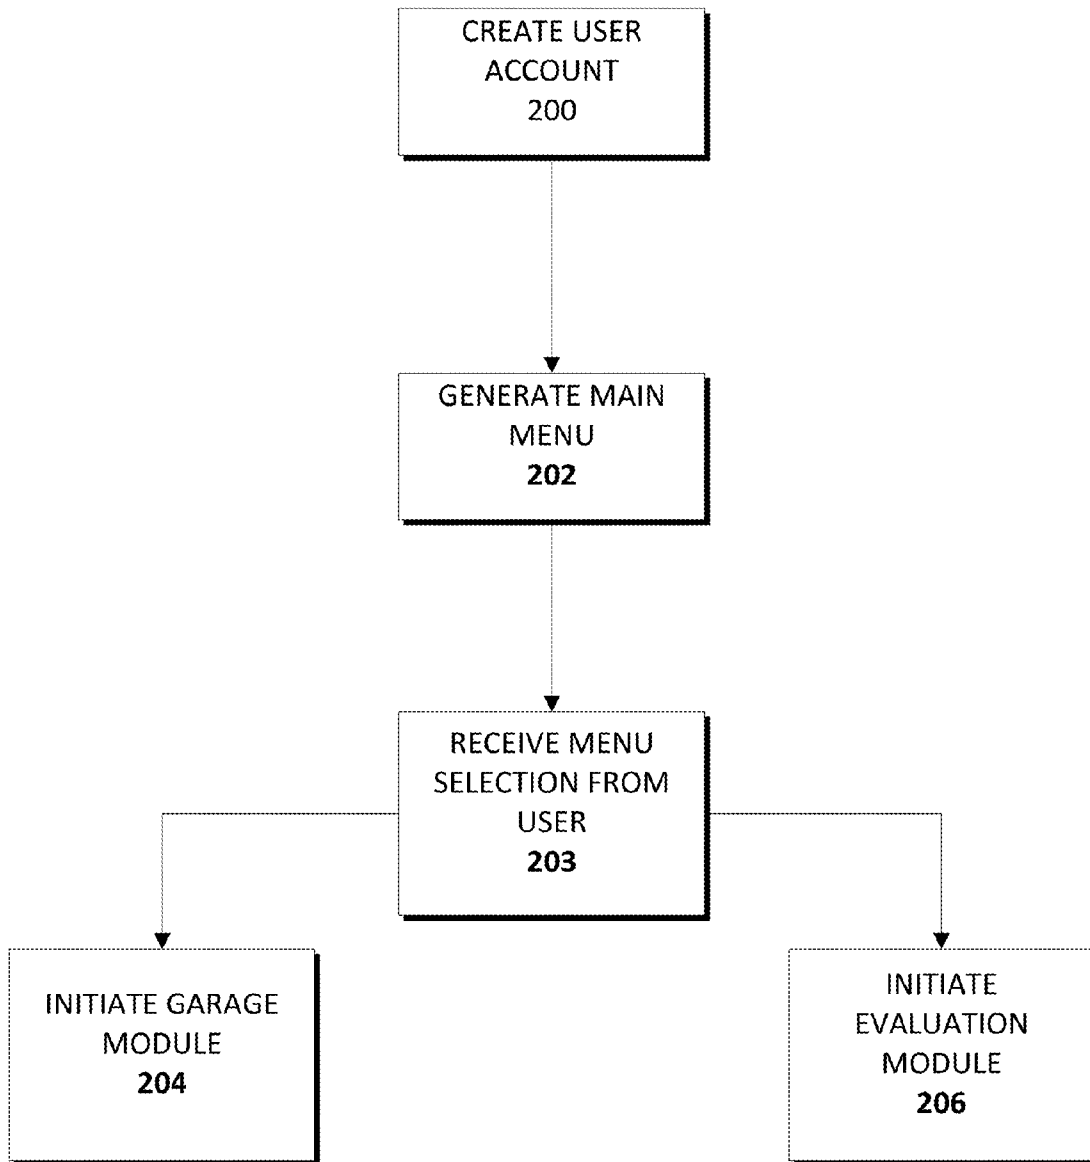 CREATE USER
ACCOUNT
200
GENERATE MAIN
MENU
202
RECEIVE MENU
SELECTION FROM
USER
203
INITIATE GARAGE
MODULE
204
INITIATE
EVALUATION
MODULE
206